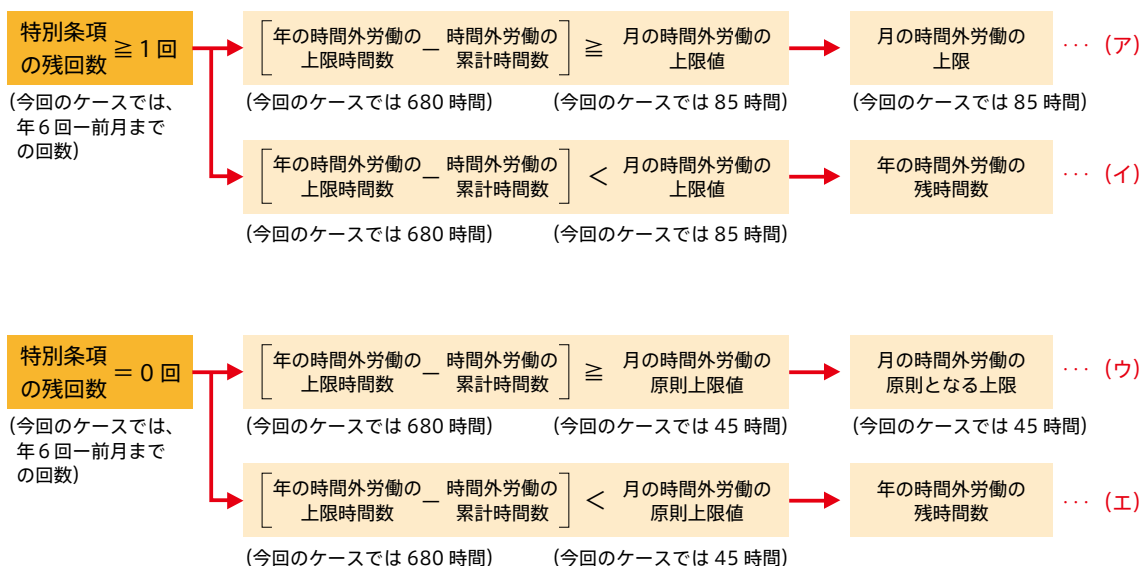 特別条項
の残回数 ≧ 1 回
(今回のケースでは、
年6回ー前月まで
の回数)
年の時間外労働の
上限時間数
ー
時間外労働の
累計時間数
≧
月の時間外労働の
上限値
月の時間外労働の
上限
··· (ア)
(今回のケースでは 680 時間)
(今回のケースでは 85 時間)
(今回のケースでは 85 時間)
年の時間外労働の
上限時間数
ー
時間外労働の
累計時間数
<
月の時間外労働の
上限値
年の時間外労働の
残時間数
··· (イ)
(今回のケースでは 680 時間)
(今回のケースでは 85 時間)
特別条項
の残回数 = 0 回
(今回のケースでは、
年6回ー前月まで
の回数)
年の時間外労働の
上限時間数
ー
時間外労働の
累計時間数
≧
月の時間外労働の
原則上限値
月の時間外労働の
原則となる上限
··· (ウ)
(今回のケースでは 680 時間)
(今回のケースでは 45 時間)
(今回のケースでは 45 時間)
年の時間外労働の
上限時間数
ー
時間外労働の
累計時間数
<
月の時間外労働の
原則上限値
年の時間外労働の
残時間数
··· (エ)
(今回のケースでは 680 時間)
(今回のケースでは 45 時間)